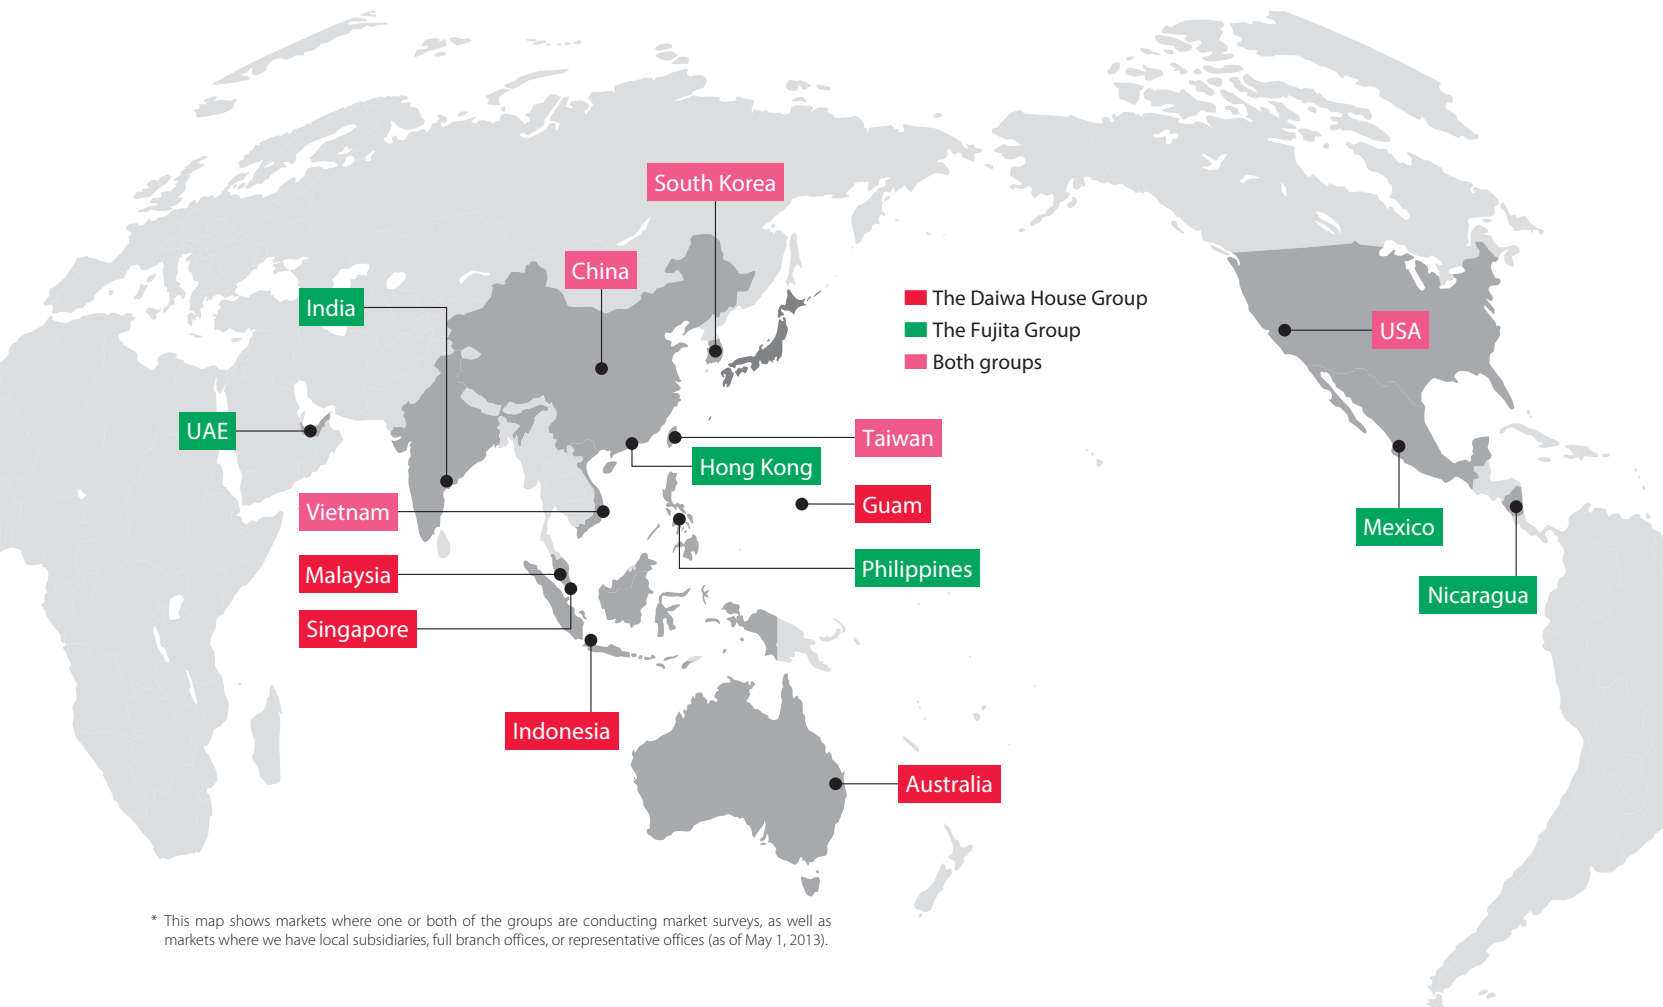 South Korea
China
India
The Daiwa House Group
The Fujita Group
Both groups
USA
UAE
Taiwan
Hong Kong
Vietnam
Guam
Mexico
Malaysia
Philippines
Nicaragua
Singapore
Indonesia
Australia
* This map shows markets where one or both of the groups are conducting market surveys, as well as
markets where we have local subsidiaries, full branch offices, or representative offices (as of May 1, 2013).